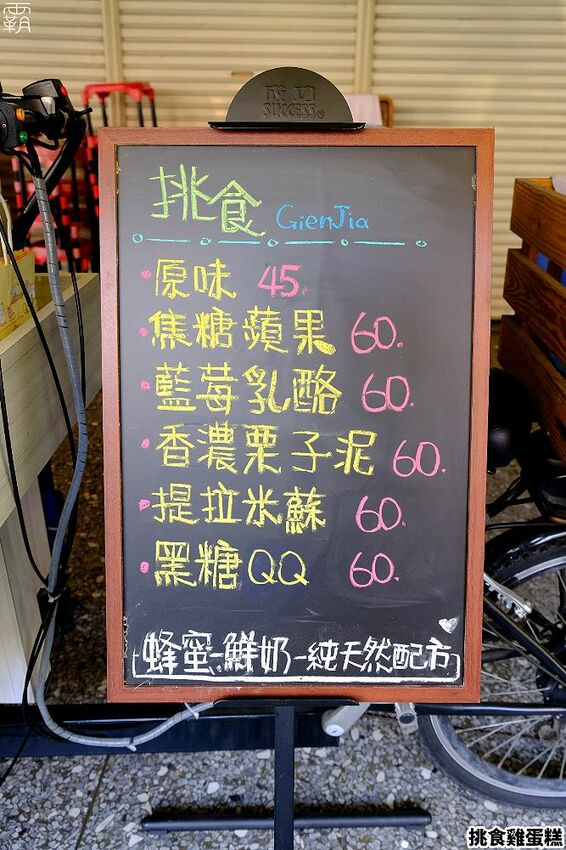 霸
成功
SUCCESS
挑食 GienJia
·原味 45.
·焦糖蘋果 60.
·藍莓乳酪 60.
·香濃栗子泥 60.
·提拉米蘇 60.
·黑糖QQ 60.
蜂蜜-鮮奶-純天然配方
挑食雞蛋糕